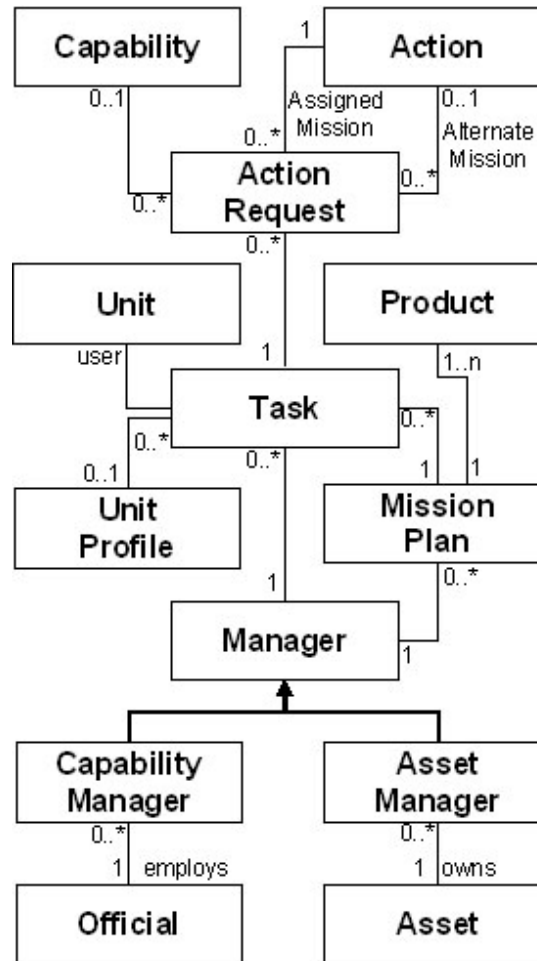 Capability
1
Action
0..1
Assigned
Mission
0..1
Alternate
Mission
0..*
0..*
0..*
Action
Request
0..*
Unit
Product
user
1
1..n
Task
0..*
0..*
0..*
0..1
1
1
Unit
Profile
Mission
Plan
1
0..*
Manager
1
Capability
Manager
Asset
Manager
0..*
0..*
1 employs
1 owns
Official
Asset